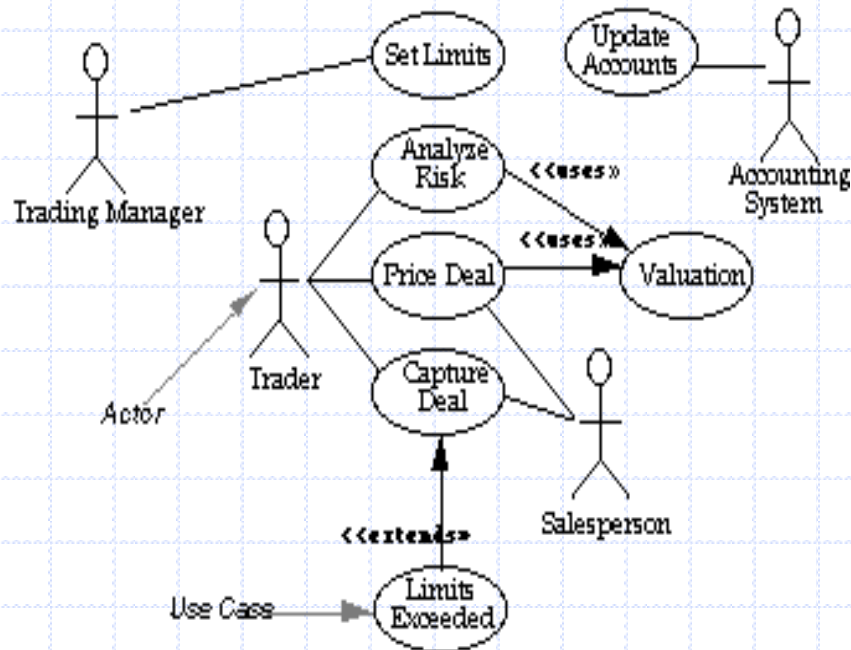 Set Limits
Update
Accounts
Trading Manager
Analyze
Risk
<<uses»
Accounting
System
<<uses»
Price Deal
Valuation
Trader
Capture
Deal
Actor
Salesperson
<<extends»
Limits
Exceeded
Use Case